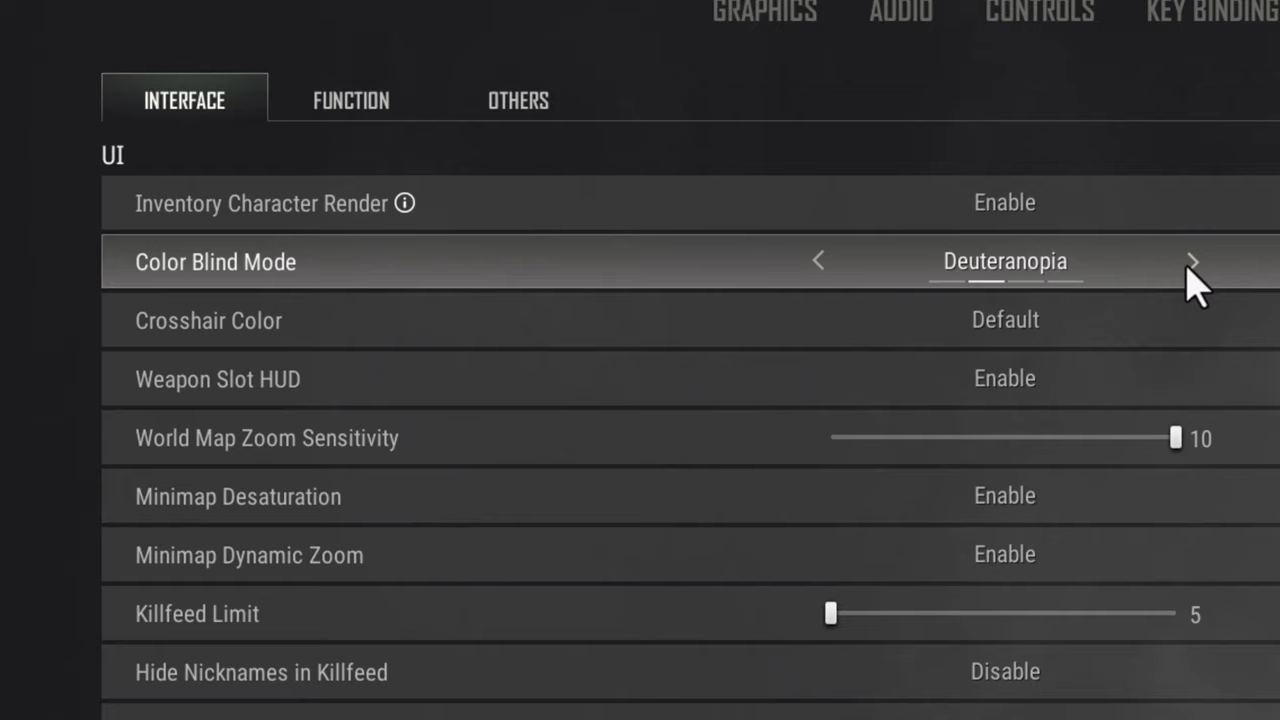 GRAPHICS AUDIO CONTROLS KEY BINDING
INTERFACE FUNCTION OTHERS
UI
Inventory Character Render Enable
Color Blind Mode Deuteranopia
Crosshair Color Default
Weapon Slot HUD Enable
World Map Zoom Sensitivity 10
Minimap Desaturation Enable
Minimap Dynamic Zoom Enable
Killfeed Limit 5
Hide Nicknames in Killfeed Disable